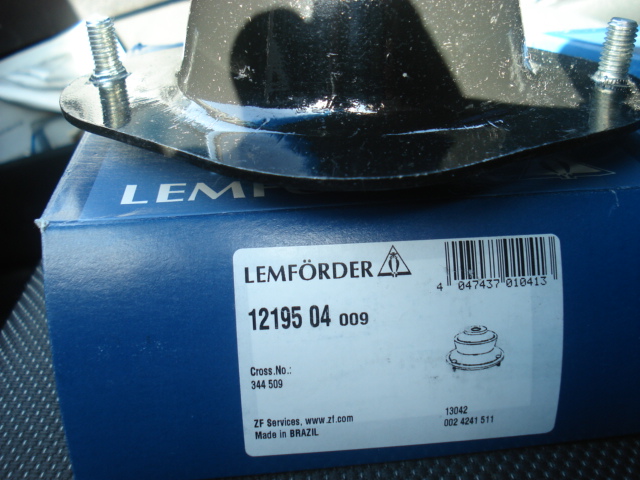 LEMFÖRDER
LEMFÖRDER
4 047437 010413
12195 04 009
Cross.No.:
344 509
ZF Services, www.zf.com
Made in BRAZIL
13042
002 4241 511